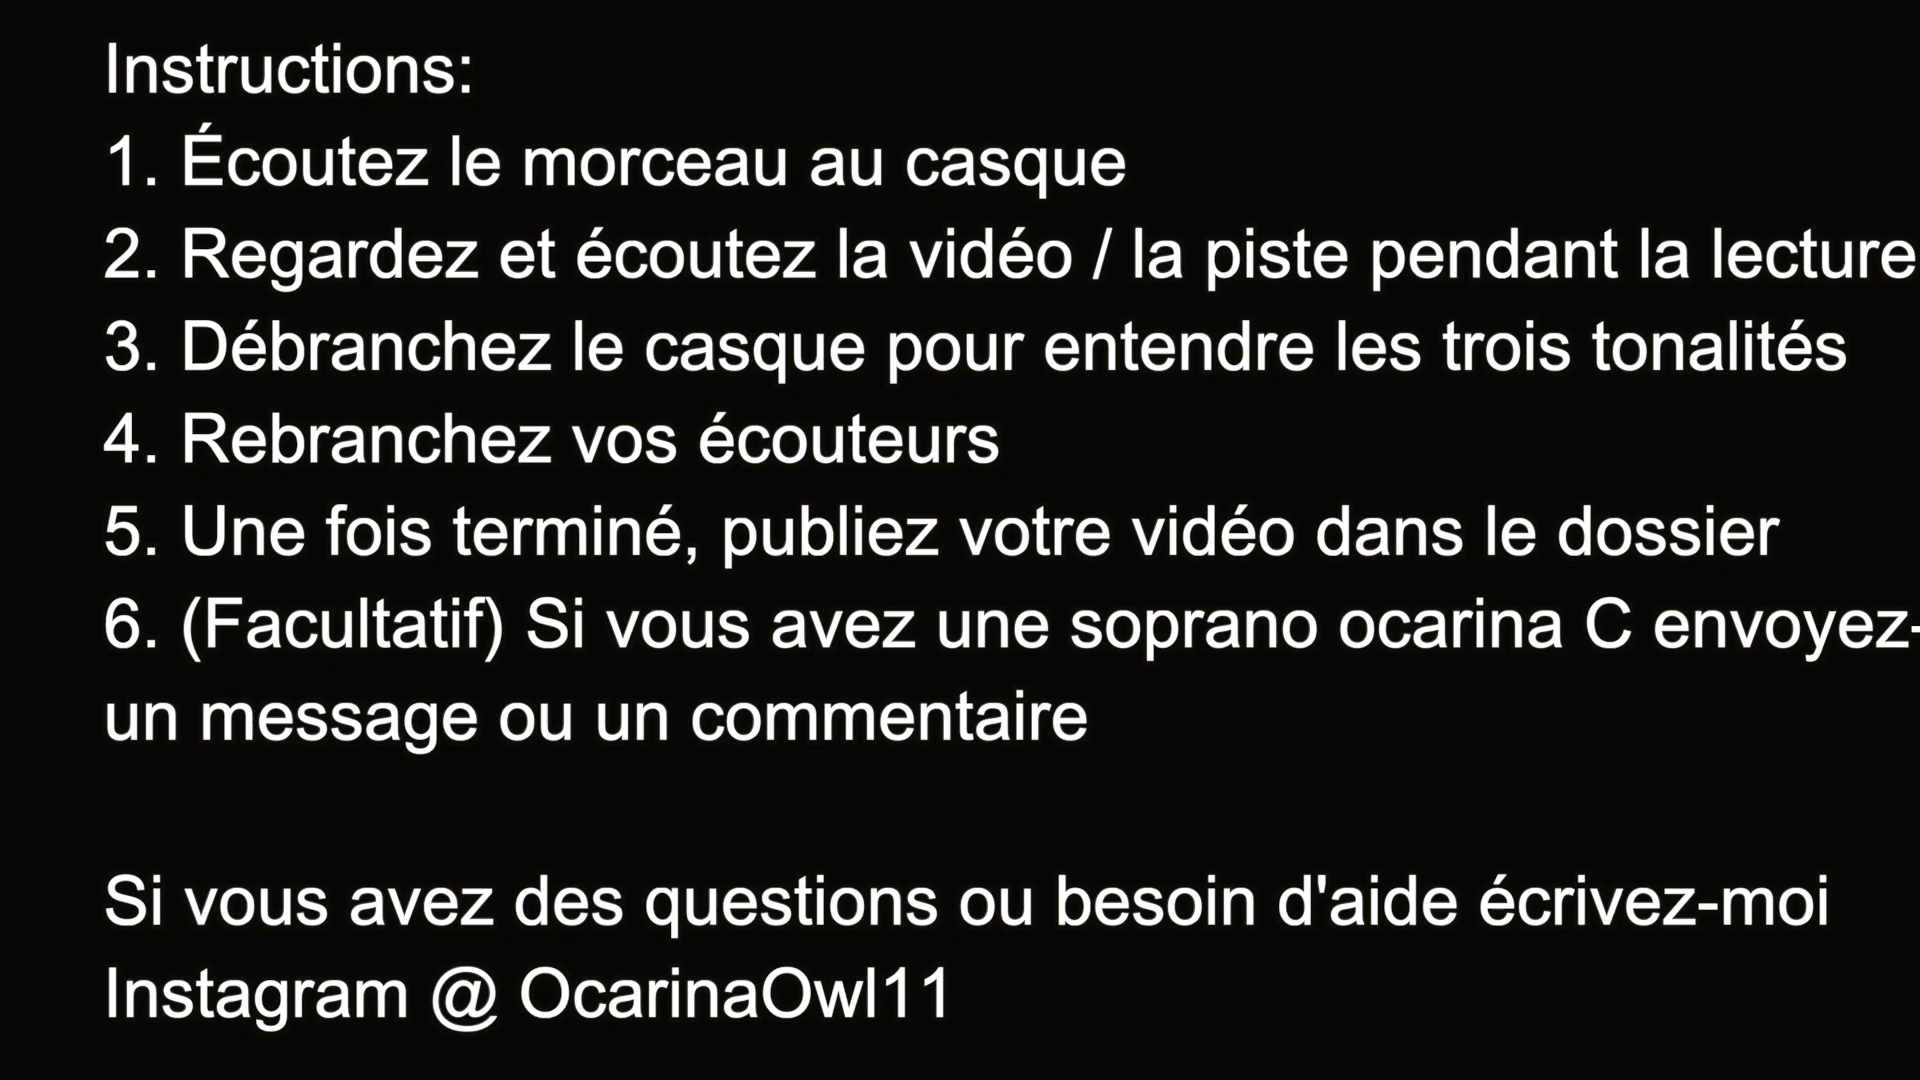 Instructions:
1. Écoutez le morceau au casque
2. Regardez et écoutez la vidéo / la piste pendant la lecture
3. Débranchez le casque pour entendre les trois tonalités
4. Rebranchez vos écouteurs
5. Une fois terminé, publiez votre vidéo dans le dossier
6. (Facultatif) Si vous avez une soprano ocarina C envoyez-
un message ou un commentaire
Si vous avez des questions ou besoin d'aide écrivez-moi
Instagram @ OcarinaOwl11